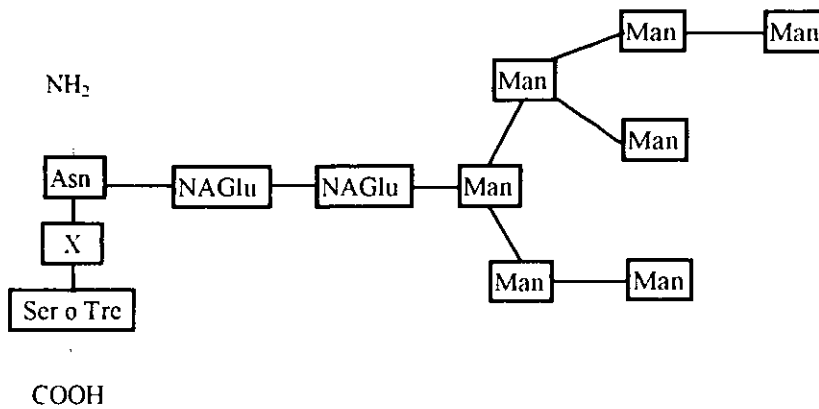 Man Man
NH₂
Man
Man
Asn NAGlu NAGlu Man
X
Man Man
Ser o Tre
COOH